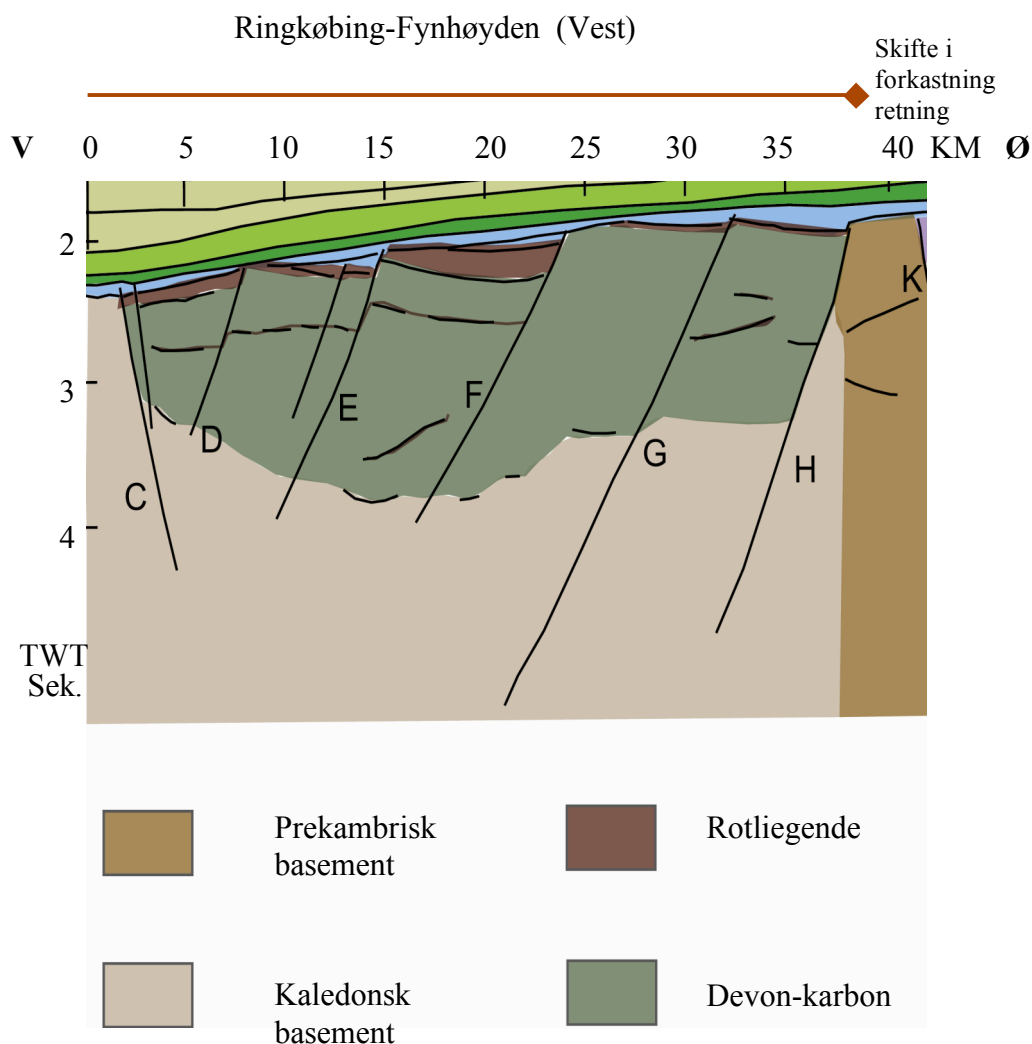 Ringkøbing-Fynhøyden (Vest)
Skifte i
forkastning
retning
V 0 5 10 15 20 25 30 35 40 KM Ø
2
3
4
TWT
Sek.
C
D
E
F
G
H
K
Prekambrisk
basement
Rotliegende
Kaledonsk
basement
Devon-karbon